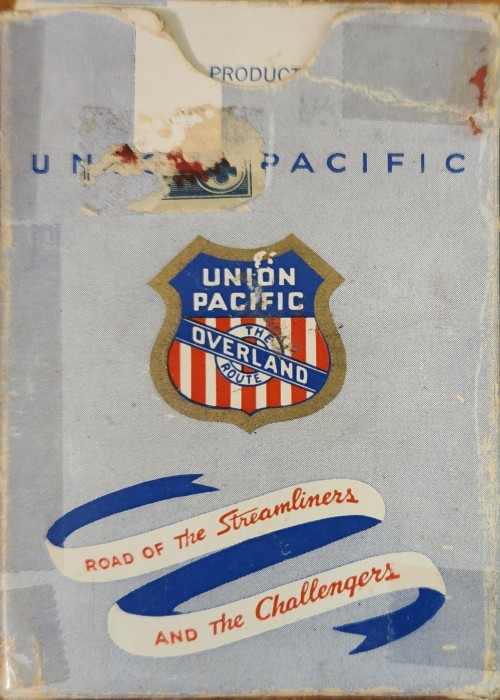 PRODUCT
PACIFIC
UNION
PACIFIC
THE
OVERLAND
ROUTE
ROAD OF The Streamliners
AND The Challengers